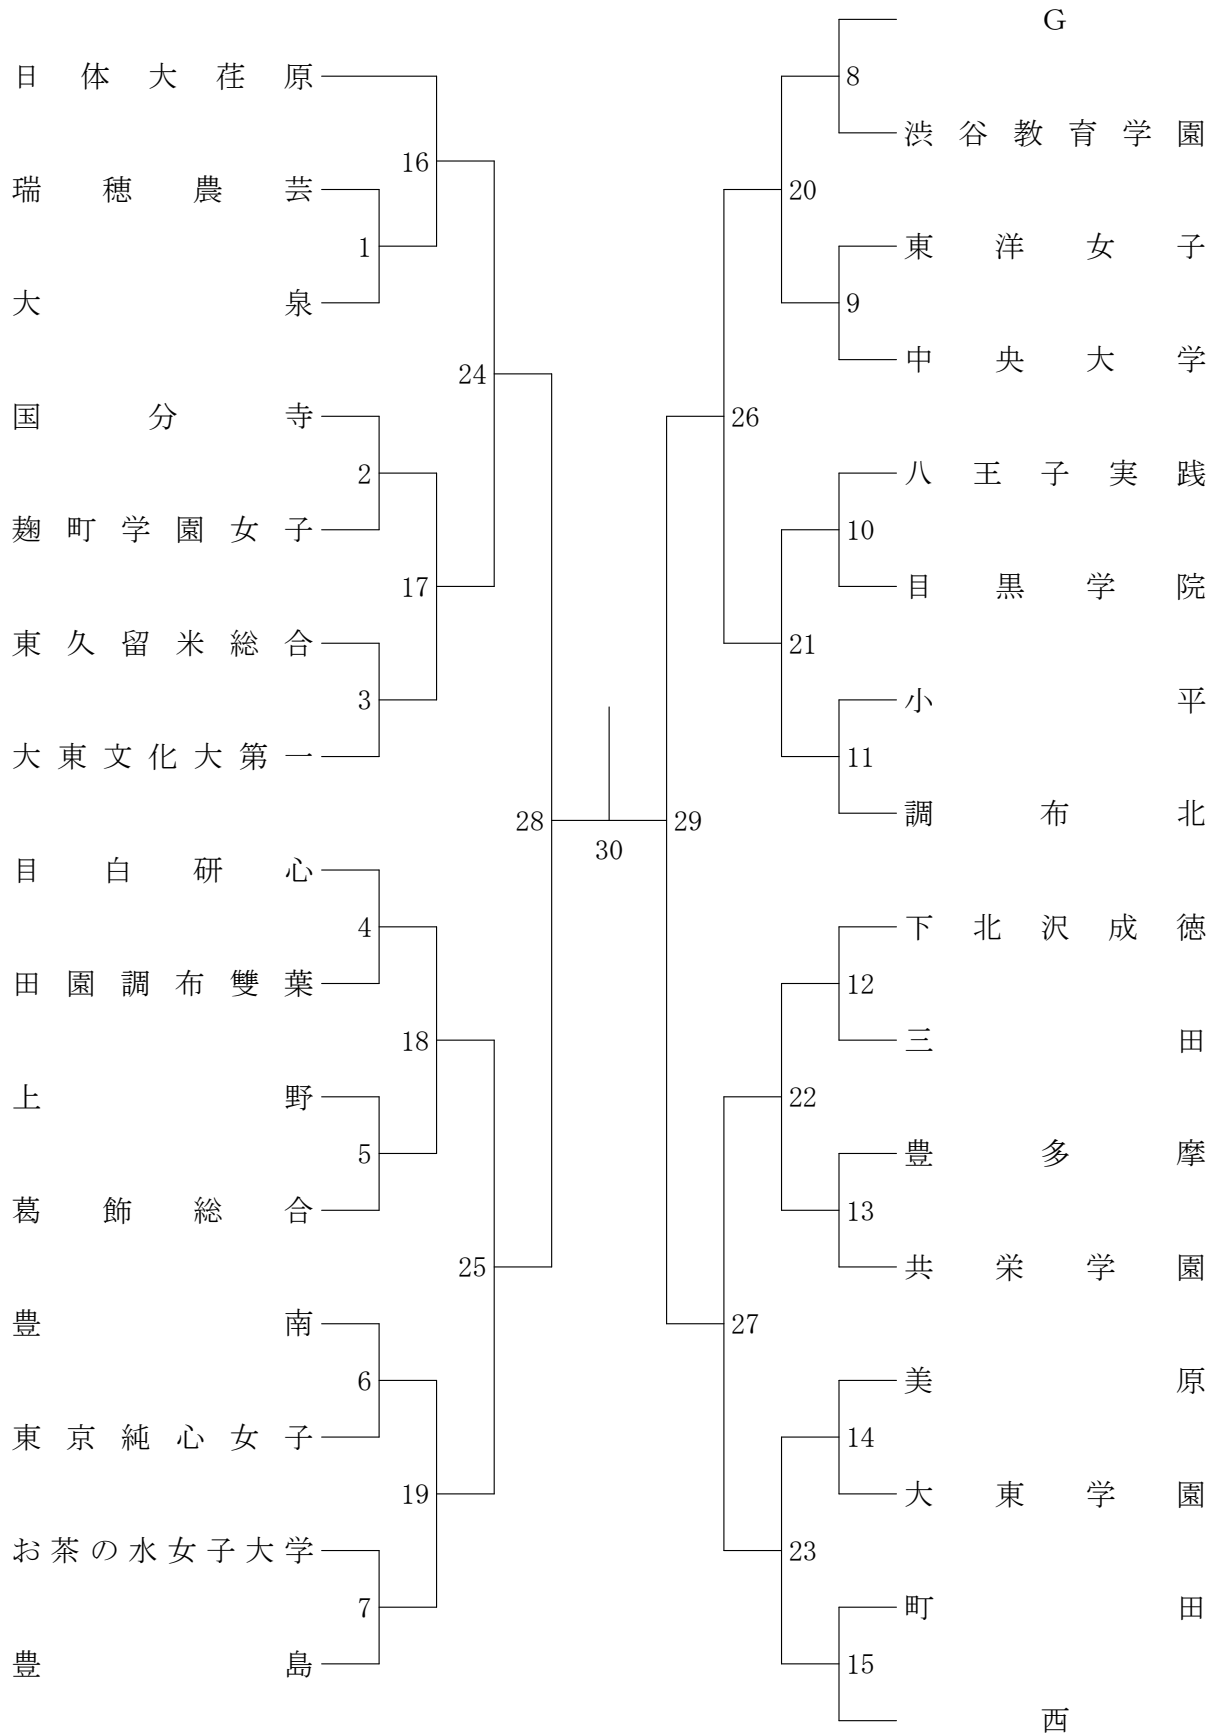 日体大荏原
瑞穂農芸
大泉
国分寺
麹町学園女子
東久留米総合
大東文化大第一
目白研心
田園調布雙葉
上野
葛飾総合
豊南
東京純心女子
お茶の水女子大学
豊島
16
1
24
2
17
3
28
4
18
5
25
6
19
7
30
G
渋谷教育学園
東洋女子
中央大学
八王子実践
目黒学院
小平
調布北
下北沢成徳
三田
豊多摩
共栄学園
美原
大東学園
町田
西
8
20
9
26
10
21
11
29
12
22
13
27
14
23
15